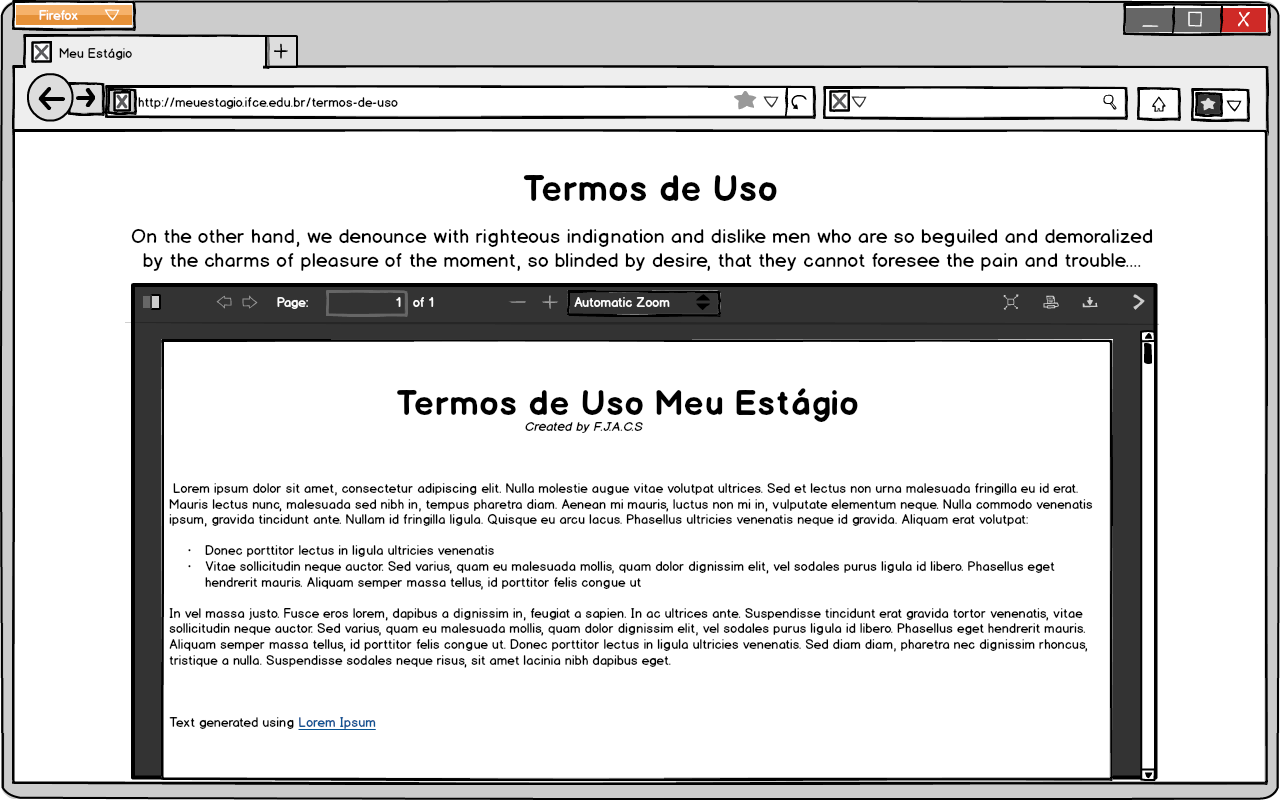 Firefox
Meu Estágio
http://meuestagio.ifce.edu.br/termos-de-uso
Termos de Uso
On the other hand, we denounce with righteous indignation and dislike men who are so beguiled and demoralized
by the charms of pleasure of the moment, so blinded by desire, that they cannot foresee the pain and trouble....
Page: 1 of 1 Automatic Zoom
Termos de Uso Meu Estágio
Created by F.J.A.C.S
Lorem ipsum dolor sit amet, consectetur adipiscing elit. Nulla molestie augue vitae volutpat ultrices. Sed et lectus non urna malesuada fringilla eu id erat.
Mauris lectus nunc, malesuada sed nibh in, tempus pharetra diam. Aenean mi mauris, luctus non mi in, vulputate elementum neque. Nulla commodo venenatis
ipsum, gravida tincidunt ante. Nullam id fringilla ligula. Quisque eu arcu lacus. Phasellus ultricies venenatis neque id gravida. Aliquam erat volutpat:
· Donec porttitor lectus in ligula ultricies venenatis
· Vitae sollicitudin neque auctor. Sed varius, quam eu malesuada mollis, quam dolor dignissim elit, vel sodales purus ligula id libero. Phasellus eget
hendrerit mauris. Aliquam semper massa tellus, id porttitor felis congue ut
In vel massa justo. Fusce eros lorem, dapibus a dignissim in, feugiat a sapien. In ac ultrices ante. Suspendisse tincidunt erat gravida tortor venenatis, vitae
sollicitudin neque auctor. Sed varius, quam eu malesuada mollis, quam dolor dignissim elit, vel sodales purus ligula id libero. Phasellus eget hendrerit mauris.
Aliquam semper massa tellus, id porttitor felis congue ut. Donec porttitor lectus in ligula ultricies venenatis. Sed diam diam, pharetra nec dignissim rhoncus,
tristique a nulla. Suspendisse sodales neque risus, sit amet lacinia nibh dapibus eget.
Text generated using Lorem Ipsum